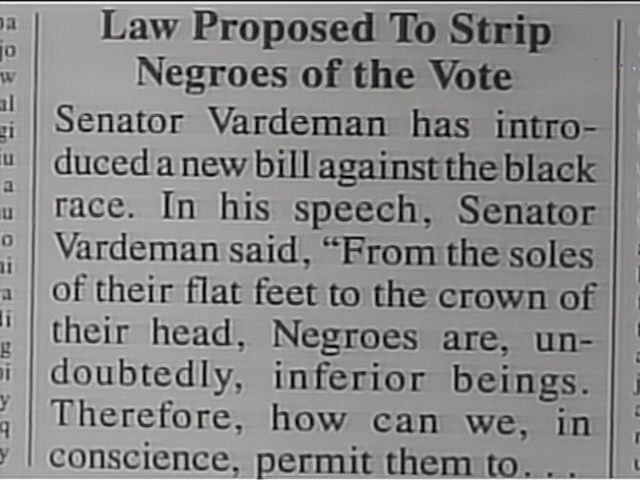 Law Proposed To Strip
Negroes of the Vote
Senator Vardeman has intro-
duced a new bill against the black
race. In his speech, Senator
Vardeman said, “From the soles
of their flat feet to the crown of
their head, Negroes are, un-
doubtedly, inferior beings.
Therefore, how can we, in
conscience, permit them to. . .